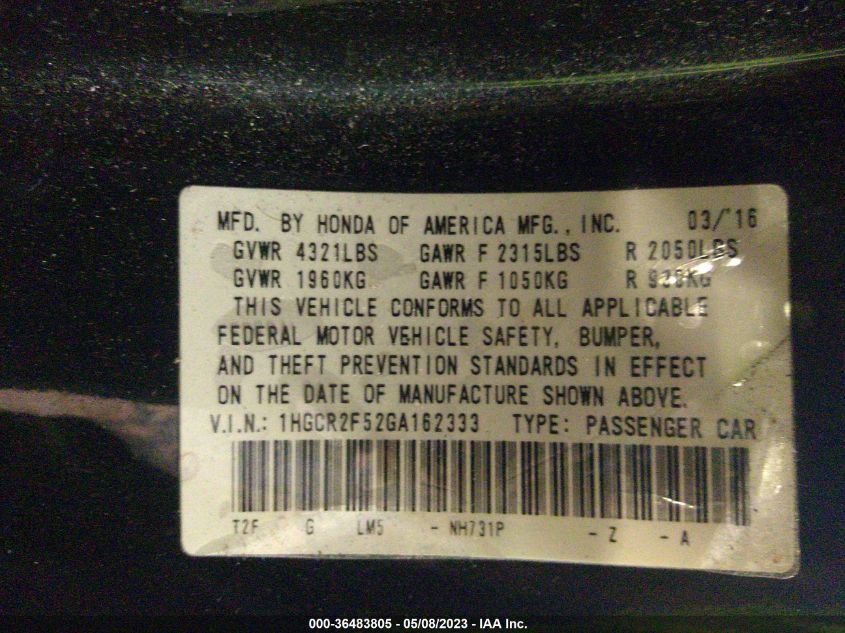 MFD. BY HONDA OF AMERICA MFG., INC. 03/'16
GVWR 4321LBS GAWR F 2315LBS R 2050LBS
GVWR 1960KG GAWR F 1050KG R
THIS VEHICLE CONFORMS TO ALL APPLICABLE
FEDERAL MOTOR VEHICLE SAFETY, BUMPER,
AND THEFT PREVENTION STANDARDS IN EFFECT
ON THE DATE OF MANUFACTURE SHOWN ABOVE.
V.I.N.: 1HGCR2F52GA162333 TYPE: PASSENGER CAR
T2F G LM5 - NH731P - Z - A
000-36483805 - 05/08/2023 - IAA Inc.